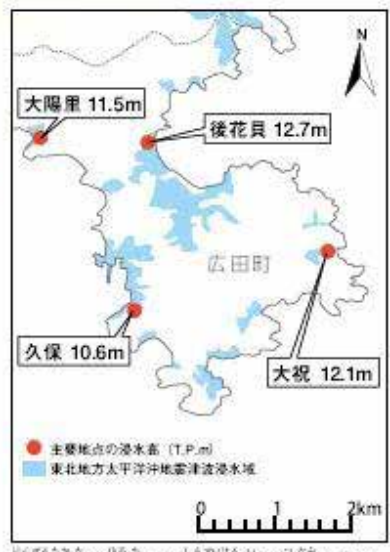 N
大陽里 11.5m
後花貝 12.7m
広田町
久保 10.6m
大祝 12.1m
主要地点の浸水高（T.P.m）
東北地方太平洋沖地震津波浸水域
0 1 2km